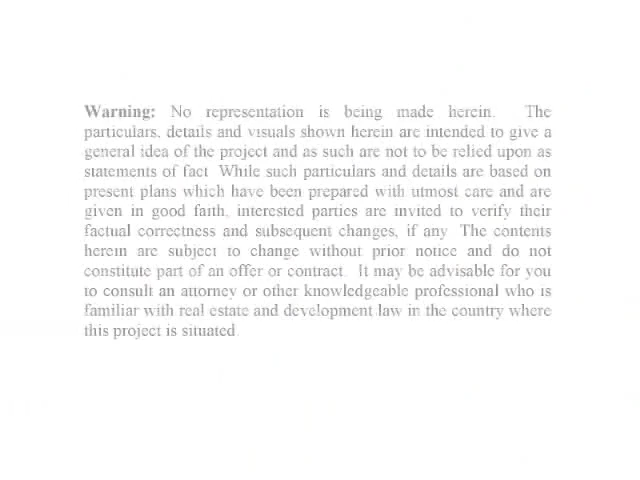 Warning: No representation is being made herein. The
particulars, details and visuals shown herein are intended to give a
general idea of the project and as such are not to be relied upon as
statements of fact. While such particulars and details are based on
present plans which have been prepared with utmost care and are
given in good faith, interested parties are invited to verify their
factual correctness and subsequent changes, if any. The contents
herein are subject to change without prior notice and do not
constitute part of an offer or contract. It may be advisable for you
to consult an attorney or other knowledgeable professional who is
familiar with real estate and development law in the country where
this project is situated.